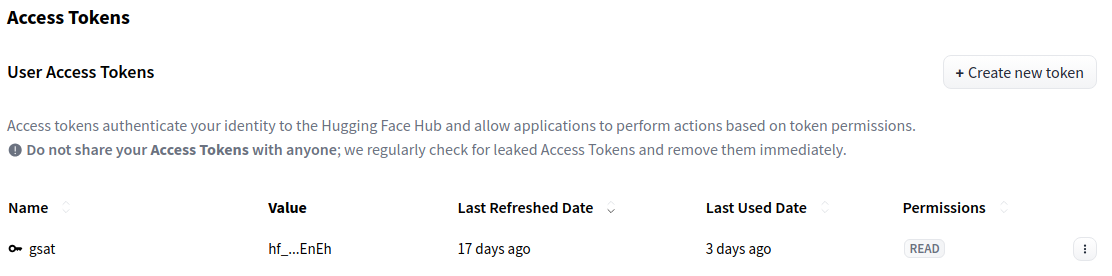 Access Tokens
User Access Tokens
+ Create new token
Access tokens authenticate your identity to the Hugging Face Hub and allow applications to perform actions based on token permissions.
Do not share your Access Tokens with anyone; we regularly check for leaked Access Tokens and remove them immediately.
Name Value Last Refreshed Date Last Used Date Permissions
gsat hf_...EnEh 17 days ago 3 days ago READ